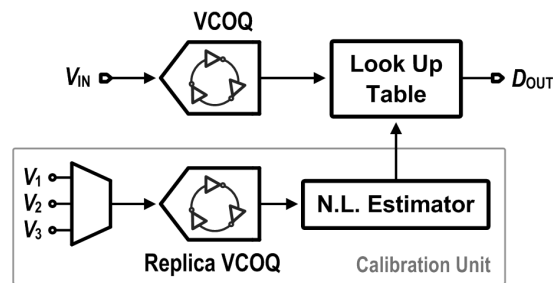 VCOQ
VIN
Look Up
Table
DOUT
V1
V2
V3
N.L. Estimator
Replica VCOQ
Calibration Unit